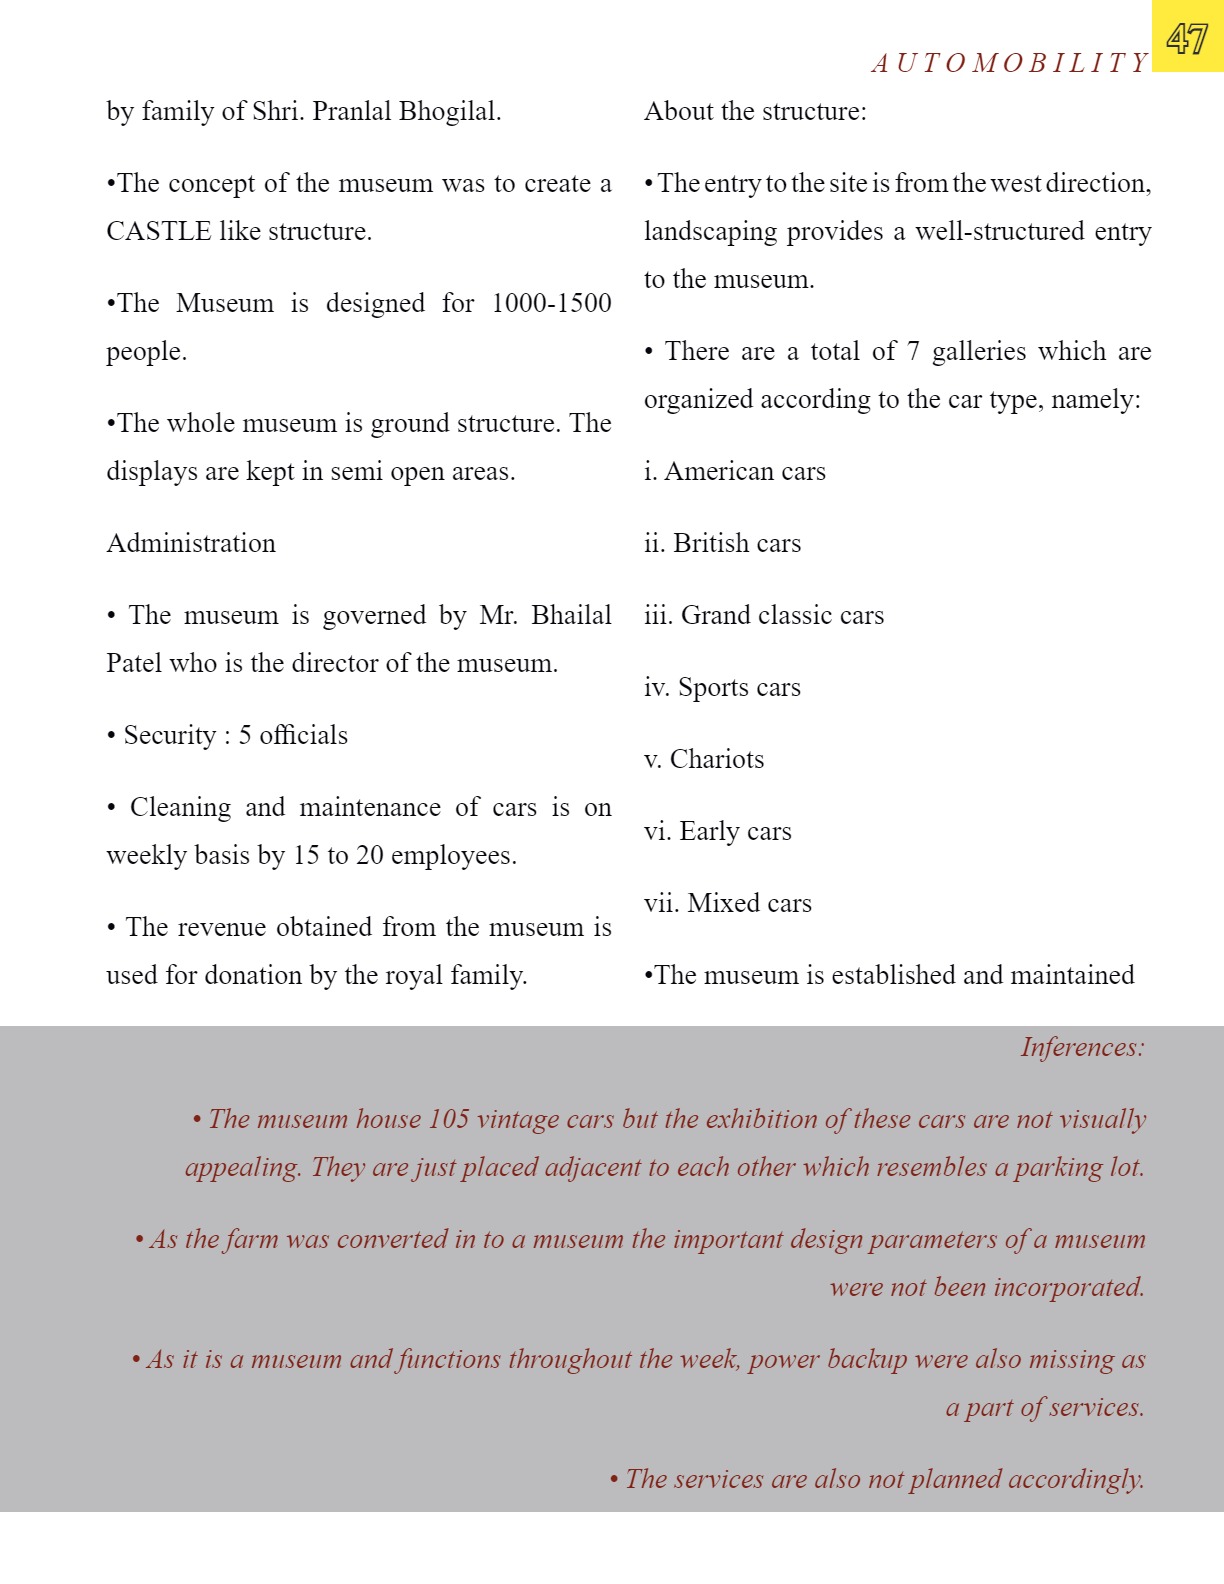 47
AUTOMOBILITY
by family of Shri. Pranlal Bhogilal.
•The concept of the museum was to create a
CASTLE like structure.
•The Museum is designed for 1000-1500
people.
•The whole museum is ground structure. The
displays are kept in semi open areas.
Administration
• The museum is governed by Mr. Bhailal
Patel who is the director of the museum.
• Security : 5 officials
• Cleaning and maintenance of cars is on
weekly basis by 15 to 20 employees.
• The revenue obtained from the museum is
used for donation by the royal family.
About the structure:
• The entry to the site is from the west direction,
landscaping provides a well-structured entry
to the museum.
• There are a total of 7 galleries which are
organized according to the car type, namely:
i. American cars
ii. British cars
iii. Grand classic cars
iv. Sports cars
v. Chariots
vi. Early cars
vii. Mixed cars
•The museum is established and maintained
Inferences:
• The museum house 105 vintage cars but the exhibition of these cars are not visually
appealing. They are just placed adjacent to each other which resembles a parking lot.
• As the farm was converted in to a museum the important design parameters of a museum
were not been incorporated.
• As it is a museum and functions throughout the week, power backup were also missing as
a part of services.
• The services are also not planned accordingly.